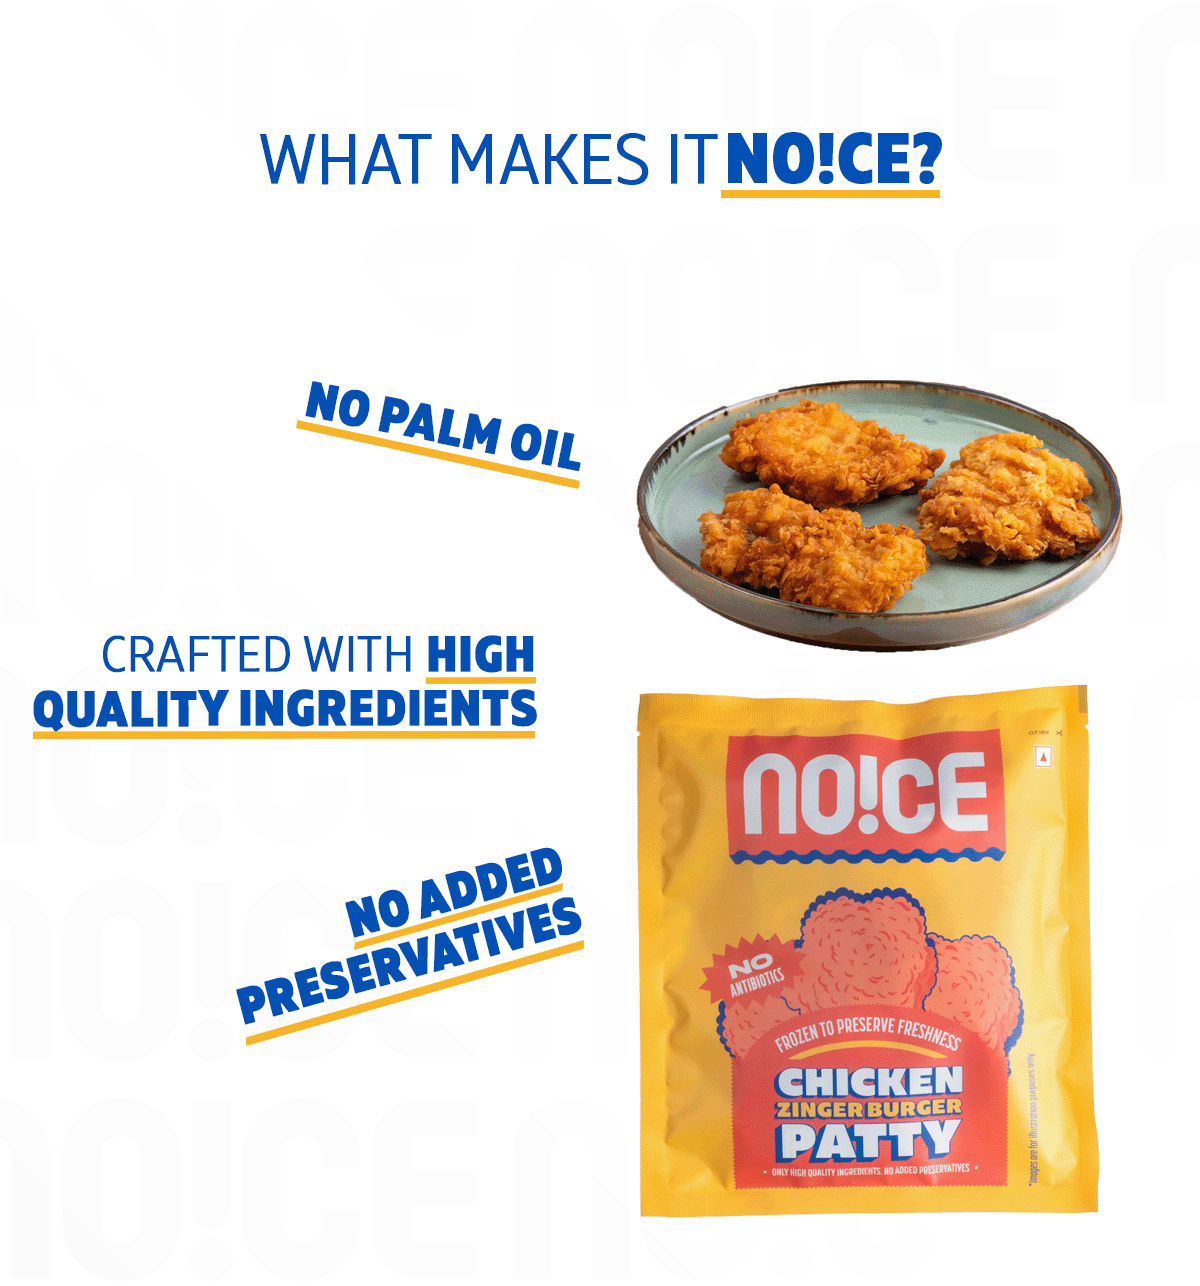 WHAT MAKES IT NO!CE?
NO PALM OIL
CRAFTED WITH HIGH
QUALITY INGREDIENTS
NO ADDED
PRESERVATIVES
CUT HERE
NO!CE
NO
ANTIBIOTICS
FROZEN TO PRESERVE FRESHNESS
CHICKEN
ZINGER BURGER
PATTY
• ONLY HIGH QUALITY INGREDIENTS. NO ADDED PRESERVATIVES •
*Images are for illustration purposes only